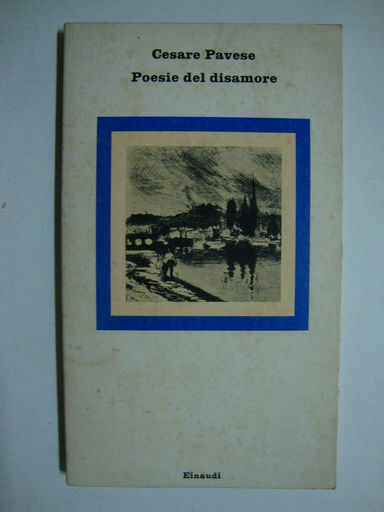 Cesare Pavese
Poesie del disamore
Einaudi